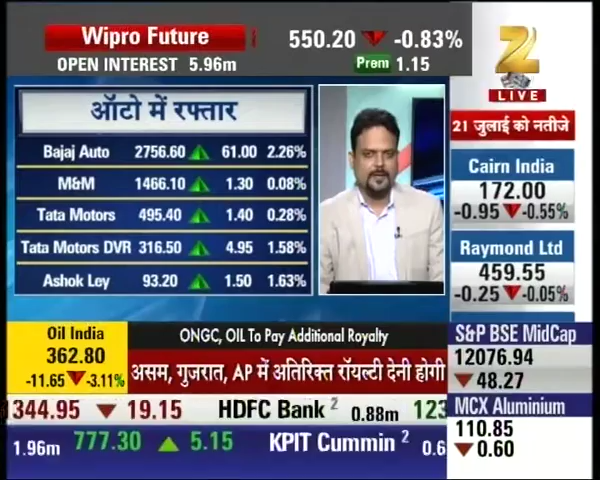 Wipro Future
OPEN INTEREST 5.96m
550.20 -0.83%
Prem 1.15
LIVE
ऑटो में रफ्तार
Bajaj Auto 2756.60 61.00 2.26%
M&M 1466.10 1.30 0.08%
Tata Motors 495.40 1.40 0.28%
Tata Motors DVR 316.50 4.95 1.58%
Ashok Ley 93.20 1.50 1.63%
21 जुलाई को नतीजे
Cairn India
172.00
-0.95 -0.55%
Raymond Ltd
459.55
-0.25 -0.05%
Oil India
362.80
-11.65 -3.11%
ONGC, OIL To Pay Additional Royalty
असम, गुजरात, AP में अतिरिक्त रॉयल्टी देनी होगी
S&P BSE MidCap
12076.94
48.27
MCX Aluminium
110.85
0.60
1344.95 19.15 HDFC Bank 2 0.88m 123
1.96m 777.30 5.15 KPIT Cummin 2 0.6